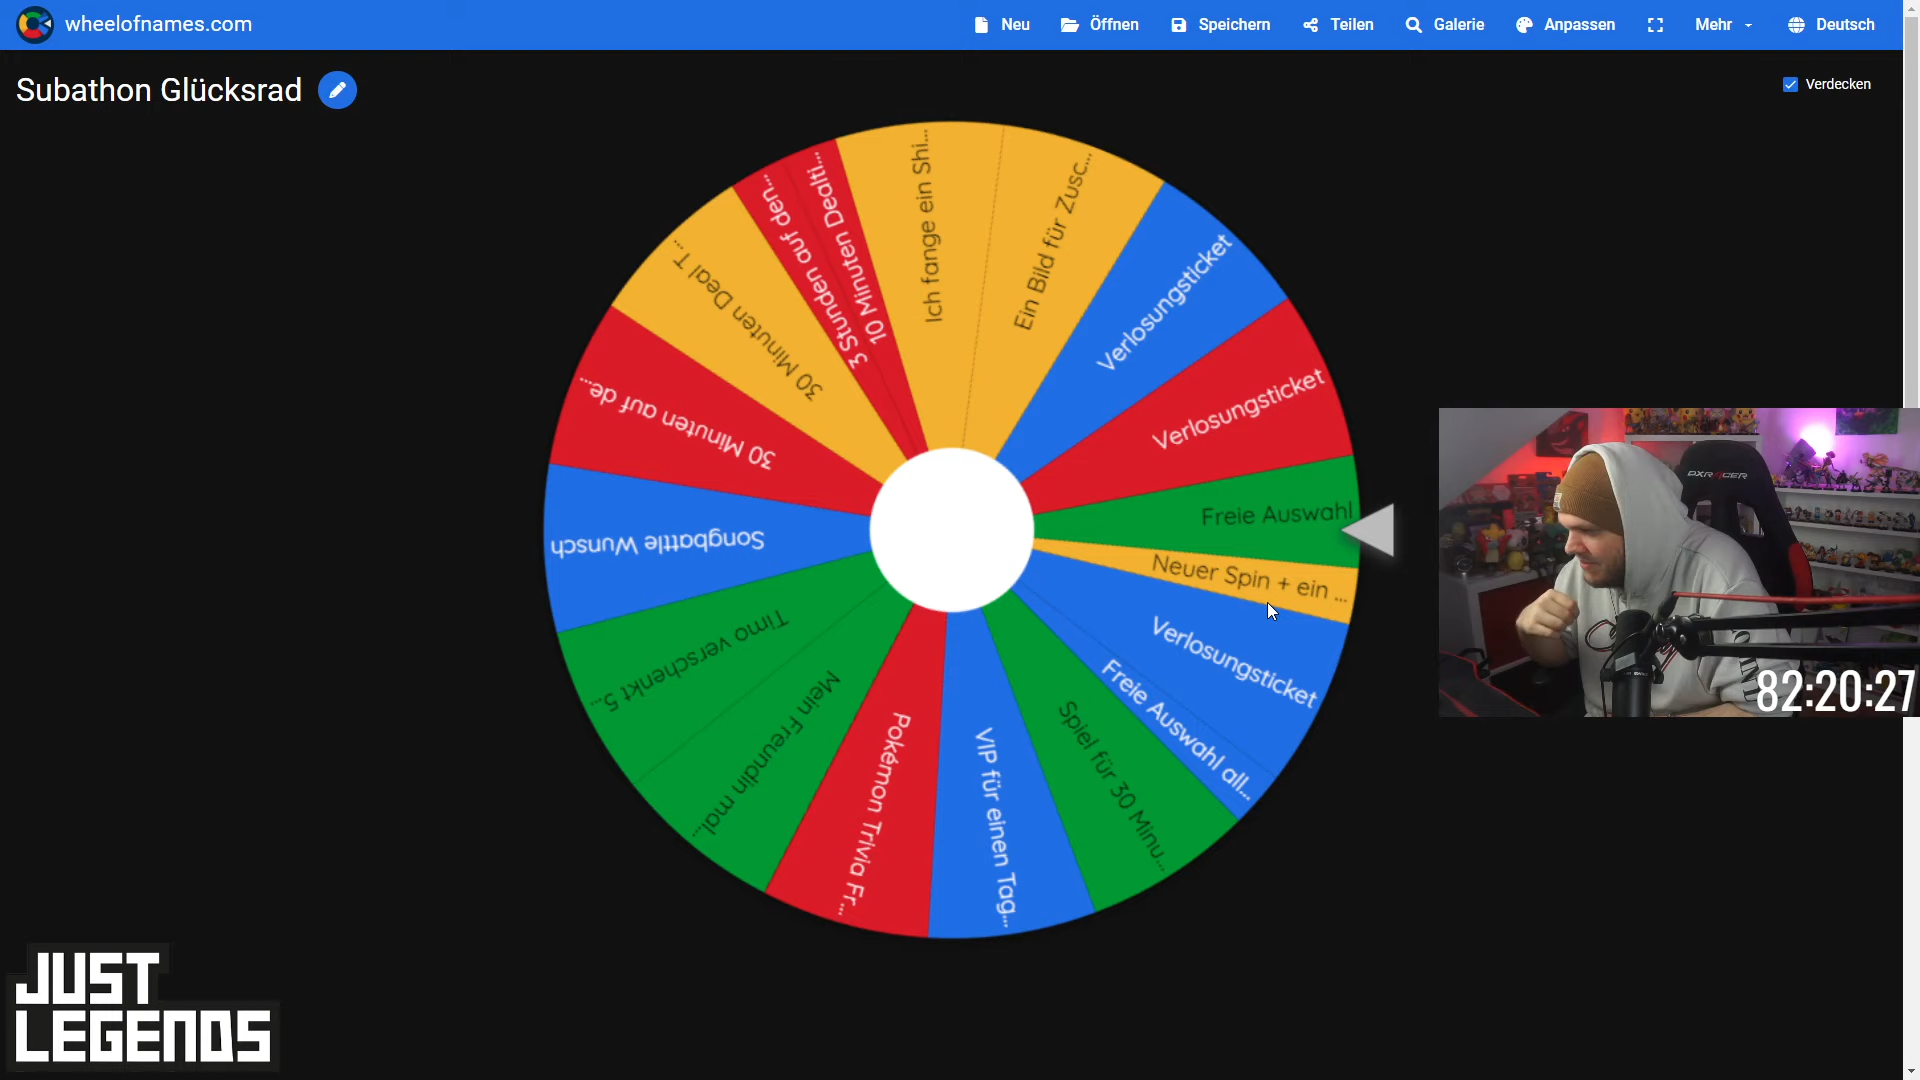 wheelofnames.com
Neu
Öffnen
Speichern
Teilen
Galerie
Anpassen
Mehr
Deutsch
Subathon Glücksrad
Verdecken
Ich fange ein Shi...
Ein Bild für Zusc...
Verlosungsticket
Verlosungsticket
Freie Auswahl
Neuer Spin + ein ...
Verlosungsticket
Freie Auswahl all...
Spiel für 30 Minu...
VIP für einen Tag...
Pokémon Trivia Fr...
Mein Freundin mal...
Timo verschenkt 5...
Songbattle Wunsch
30 Minuten auf de...
30 Minuten Deal T...
3 Stunden auf den...
10 Minuten Dealti...
DXRACER
82:20:27
JUST
LEGENDS